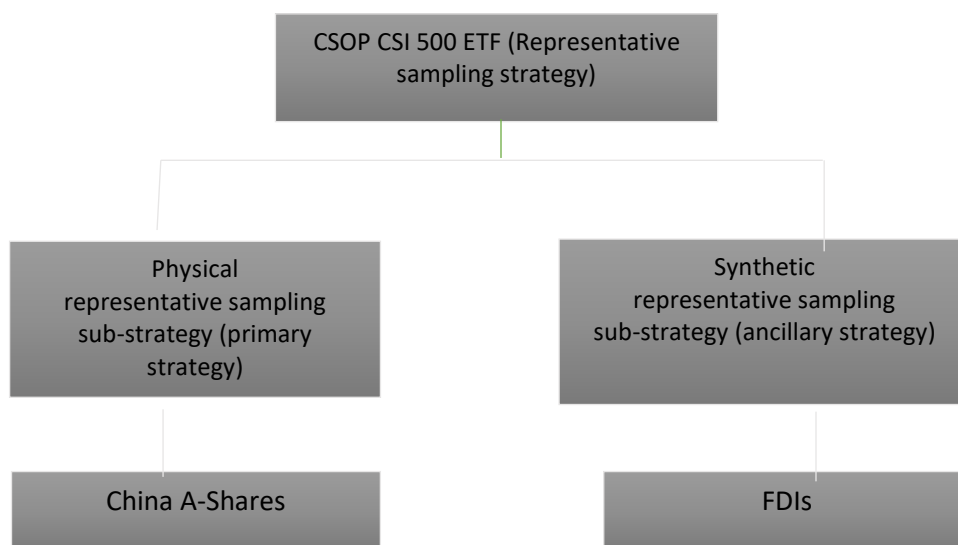 CSOP CSI 500 ETF (Representative
sampling strategy)
Physical
representative sampling
sub-strategy (primary
strategy)
Synthetic
representative sampling
sub-strategy (ancillary strategy)
China A-Shares
FDIs